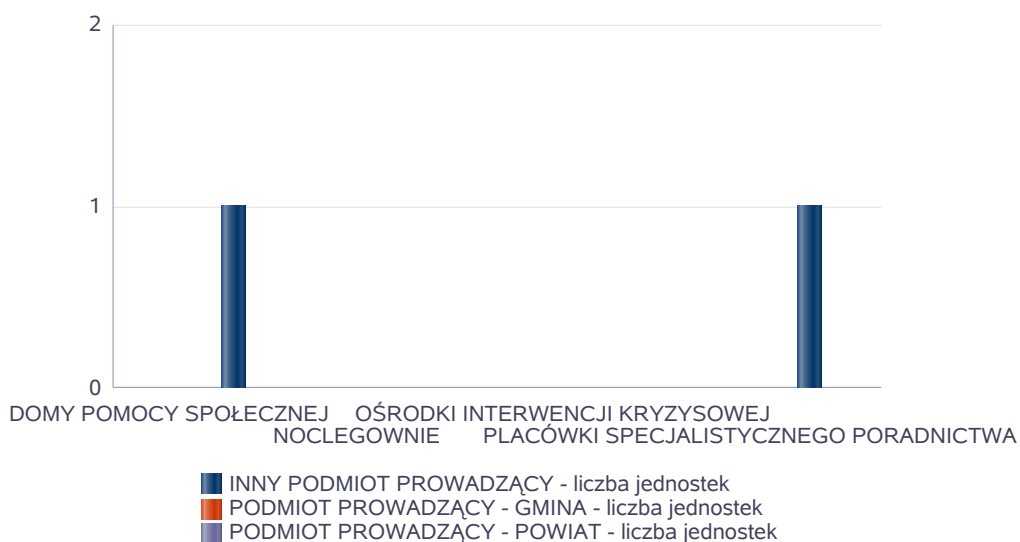 2
1
0
DOMY POMOCY SPOŁECZNEJ OŚRODKI INTERWENCJI KRYZYSOWEJ
NOCLEGOWNIE PLACÓWKI SPECJALISTYCZNEGO PORADNICTWA
INNY PODMIOT PROWADZĄCY - liczba jednostek
PODMIOT PROWADZĄCY - GMINA - liczba jednostek
PODMIOT PROWADZĄCY - POWIAT - liczba jednostek